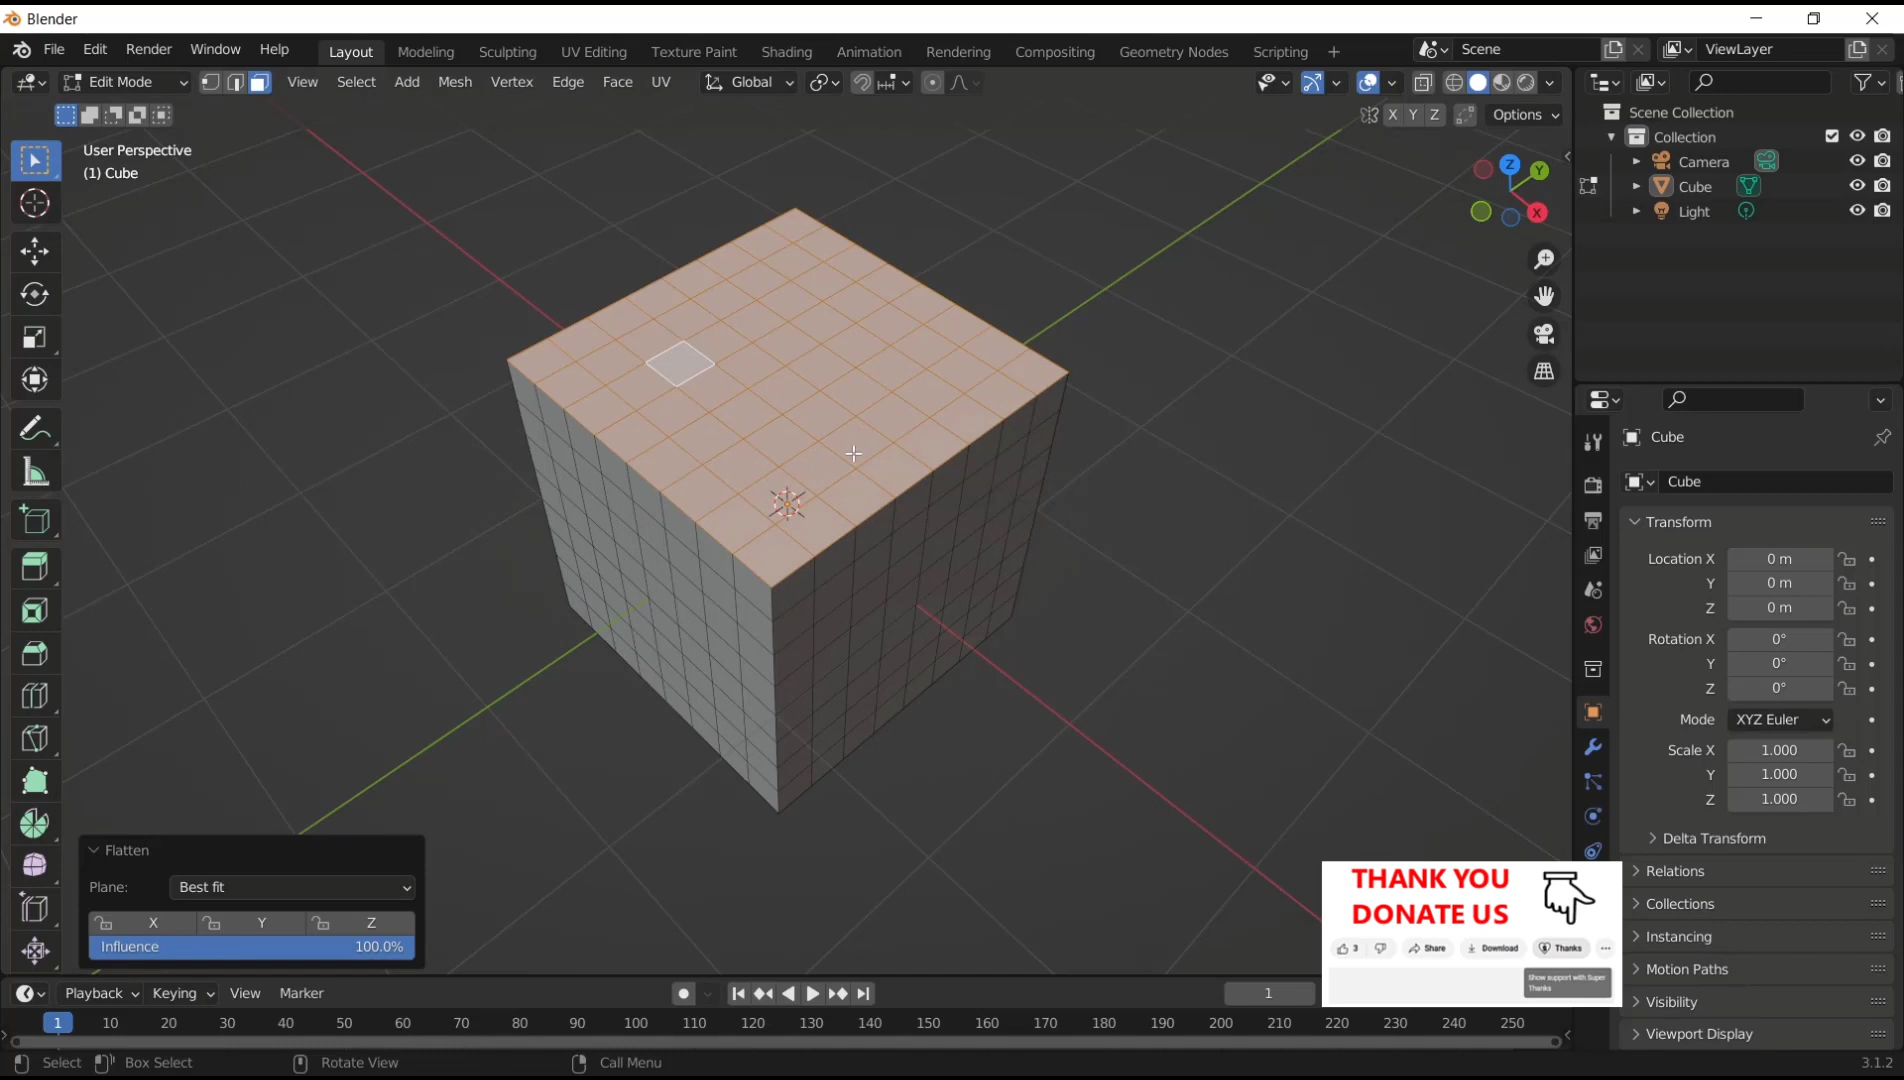 Blender
File Edit Render Window Help Layout Modeling Sculpting UV Editing Texture Paint Shading Animation Rendering Compositing Geometry Nodes Scripting + Scene ViewLayer
Edit Mode View Select Add Mesh Vertex Edge Face UV Global
X Y Z Options
User Perspective
(1) Cube
Z Y X
Scene Collection
Collection
Camera
Cube
Light
Cube
Cube
Transform
Location X 0 m
Y 0 m
Z 0 m
Rotation X 0°
Y 0°
Z 0°
Mode XYZ Euler
Scale X 1.000
Y 1.000
Z 1.000
Delta Transform
Relations
Collections
Instancing
Motion Paths
Visibility
Viewport Display
Flatten
Plane: Best fit
X Y Z
Influence 100.0%
THANK YOU
DONATE US
3 Share Download Thanks ...
Show support with Super
Thanks
Playback Keying View Marker 1
1 10 20 30 40 50 60 70 80 90 100 110 120 130 140 150 160 170 180 190 200 210 220 230 240 250
Select Box Select Rotate View Call Menu 3.1.2